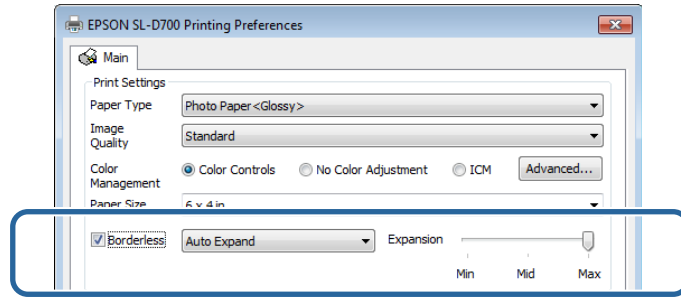 EPSON SL-D700 Printing Preferences
Main
Print Settings
Paper Type Photo Paper<Glossy>
Image
Quality Standard
Color
Management Color Controls No Color Adjustment ICM Advanced...
Paper Size 6 x 4 in
Borderless Auto Expand Expansion
Min Mid Max